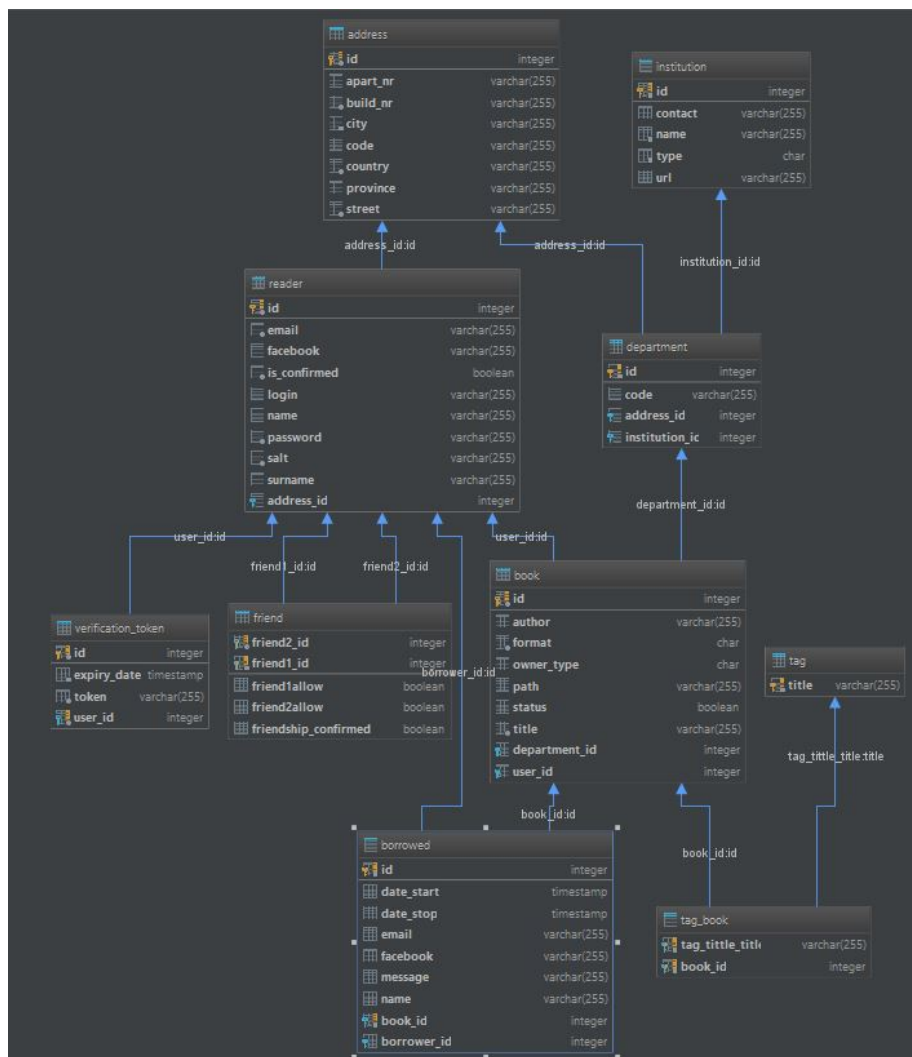 address
id integer
apart_nr varchar(255)
build_nr varchar(255)
city varchar(255)
code varchar(255)
country varchar(255)
province varchar(255)
street varchar(255)
institution
id integer
contact varchar(255)
name varchar(255)
type char
url varchar(255)
address_id:id
address_id:id
institution_id:id
reader
id integer
email varchar(255)
facebook varchar(255)
is_confirmed boolean
login varchar(255)
name varchar(255)
password varchar(255)
salt varchar(255)
surname varchar(255)
address_id integer
department
id integer
code varchar(255)
address_id integer
institution_ic integer
department_id:id
user_id:id
friend1_id:id
friend2_id:id
user_id:id
verification_token
id integer
expiry_date timestamp
token varchar(255)
user_id integer
friend
friend2_id integer
friend1_id integer
friend1allow boolean
friend2allow boolean
friendship_confirmed boolean
borrower_id:id
book
id integer
author varchar(255)
format char
owner_type char
path varchar(255)
status boolean
title varchar(255)
department_id integer
user_id integer
tag
title varchar(255)
tag_tittle_title:title
book_id:id
book_id:id
borrowed
id integer
date_start timestamp
date_stop timestamp
email varchar(255)
facebook varchar(255)
message varchar(255)
name varchar(255)
book_id integer
borrower_id integer
tag_book
tag_tittle_title varchar(255)
book_id integer